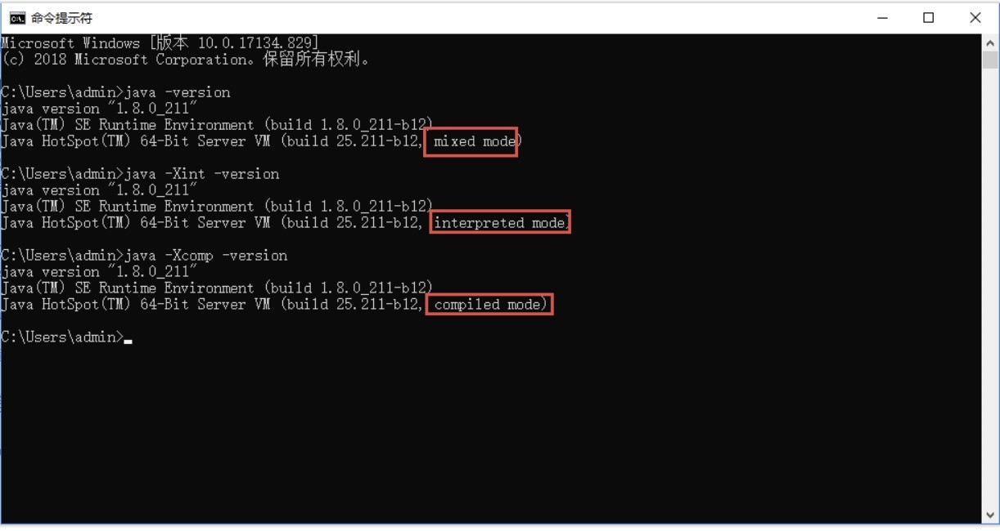 命令提示符
Microsoft Windows [版本 10.0.17134.829]
(c) 2018 Microsoft Corporation。保留所有权利。
C:\Users\admin>java -version
java version "1.8.0_211"
Java(TM) SE Runtime Environment (build 1.8.0_211-b12)
Java HotSpot(TM) 64-Bit Server VM (build 25.211-b12, mixed mode)
C:\Users\admin>java -Xint -version
java version "1.8.0_211"
Java(TM) SE Runtime Environment (build 1.8.0_211-b12)
Java HotSpot(TM) 64-Bit Server VM (build 25.211-b12, interpreted mode)
C:\Users\admin>java -Xcomp -version
java version "1.8.0_211"
Java(TM) SE Runtime Environment (build 1.8.0_211-b12)
Java HotSpot(TM) 64-Bit Server VM (build 25.211-b12, compiled mode)
C:\Users\admin>